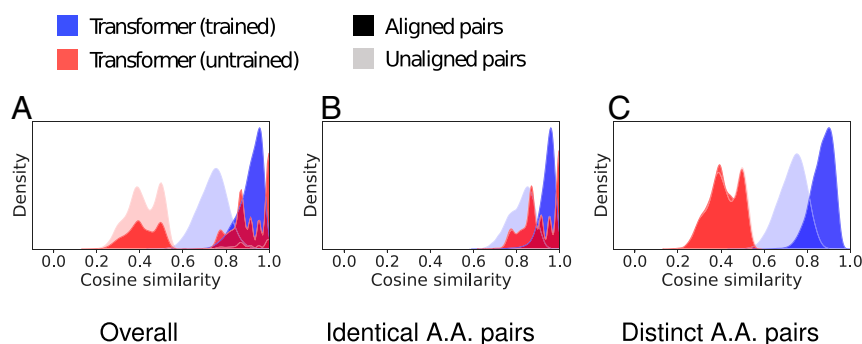 Transformer (trained)
Aligned pairs
Transformer (untrained)
Unaligned pairs
A
B
C
Density
Density
Density
0.0 0.2 0.4 0.6 0.8 1.0
0.0 0.2 0.4 0.6 0.8 1.0
0.0 0.2 0.4 0.6 0.8 1.0
Cosine similarity
Cosine similarity
Cosine similarity
Overall
Identical A.A. pairs
Distinct A.A. pairs